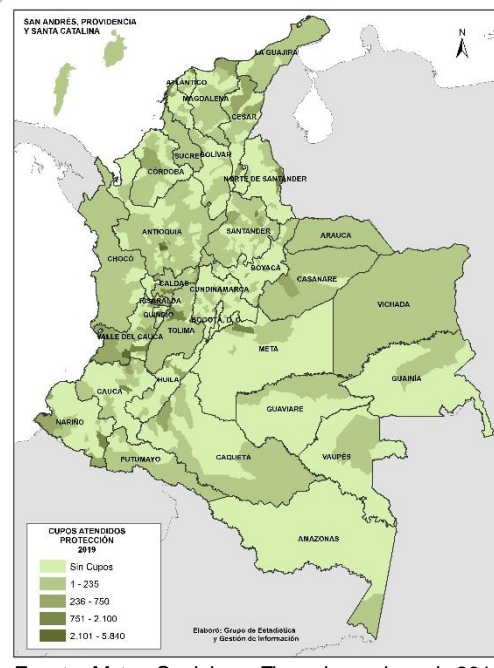 SAN ANDRÉS, PROVIDENCIA
Y SANTA CATALINA
N
LA GUAJIRA
ATLÁNTICO
MAGDALENA
CESAR
SUCRE
BOLÍVAR
CÓRDOBA
NORTE DE SANTANDER
ANTIOQUIA
SANTANDER
ARAUCA
CHOCÓ
BOYACÁ
CASANARE
CALDAS
CUNDINAMARCA
RISARALDA
VICHADA
QUINDÍO
BOGOTÁ, D.C.
VALLE DEL CAUCA
TOLIMA
META
GUAINÍA
HUILA
CAUCA
GUAVIARE
NARIÑO
CAQUETÁ
VAUPÉS
PUTUMAYO
AMAZONAS
CUPOS ATENDIDOS
PROTECCIÓN
2019
Sin Cupos
1 - 235
236 - 750
751 - 2.100
2.101 - 5.840
Elaboró: Grupo de Estadística
y Gestión de Información